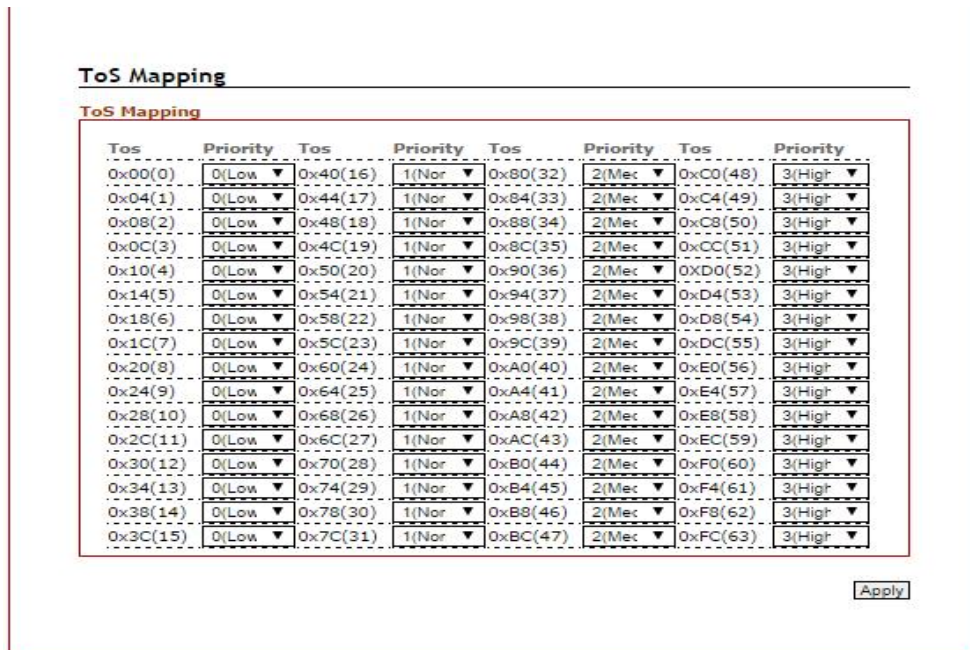 ToS Mapping
ToS Mapping
Tos Priority Tos Priority Tos Priority Tos Priority
0x00(0) 0(Low 0x40(16) 1(Nor 0x80(32) 2(Mec 0xC0(48) 3(High
0x04(1) 0(Low 0x44(17) 1(Nor 0x84(33) 2(Mec 0xC4(49) 3(High
0x08(2) 0(Low 0x48(18) 1(Nor 0x88(34) 2(Mec 0xC8(50) 3(High
0x0C(3) 0(Low 0x4C(19) 1(Nor 0x8C(35) 2(Mec 0xCC(51) 3(High
0x10(4) 0(Low 0x50(20) 1(Nor 0x90(36) 2(Mec 0XD0(52) 3(High
0x14(5) 0(Low 0x54(21) 1(Nor 0x94(37) 2(Mec 0xD4(53) 3(High
0x18(6) 0(Low 0x58(22) 1(Nor 0x98(38) 2(Mec 0xD8(54) 3(High
0x1C(7) 0(Low 0x5C(23) 1(Nor 0x9C(39) 2(Mec 0xDC(55) 3(High
0x20(8) 0(Low 0x60(24) 1(Nor 0xA0(40) 2(Mec 0xE0(56) 3(High
0x24(9) 0(Low 0x64(25) 1(Nor 0xA4(41) 2(Mec 0xE4(57) 3(High
0x28(10) 0(Low 0x68(26) 1(Nor 0xA8(42) 2(Mec 0xE8(58) 3(High
0x2C(11) 0(Low 0x6C(27) 1(Nor 0xAC(43) 2(Mec 0xEC(59) 3(High
0x30(12) 0(Low 0x70(28) 1(Nor 0xB0(44) 2(Mec 0xF0(60) 3(High
0x34(13) 0(Low 0x74(29) 1(Nor 0xB4(45) 2(Mec 0xF4(61) 3(High
0x38(14) 0(Low 0x78(30) 1(Nor 0xB8(46) 2(Mec 0xF8(62) 3(High
0x3C(15) 0(Low 0x7C(31) 1(Nor 0xBC(47) 2(Mec 0xFC(63) 3(High
Apply